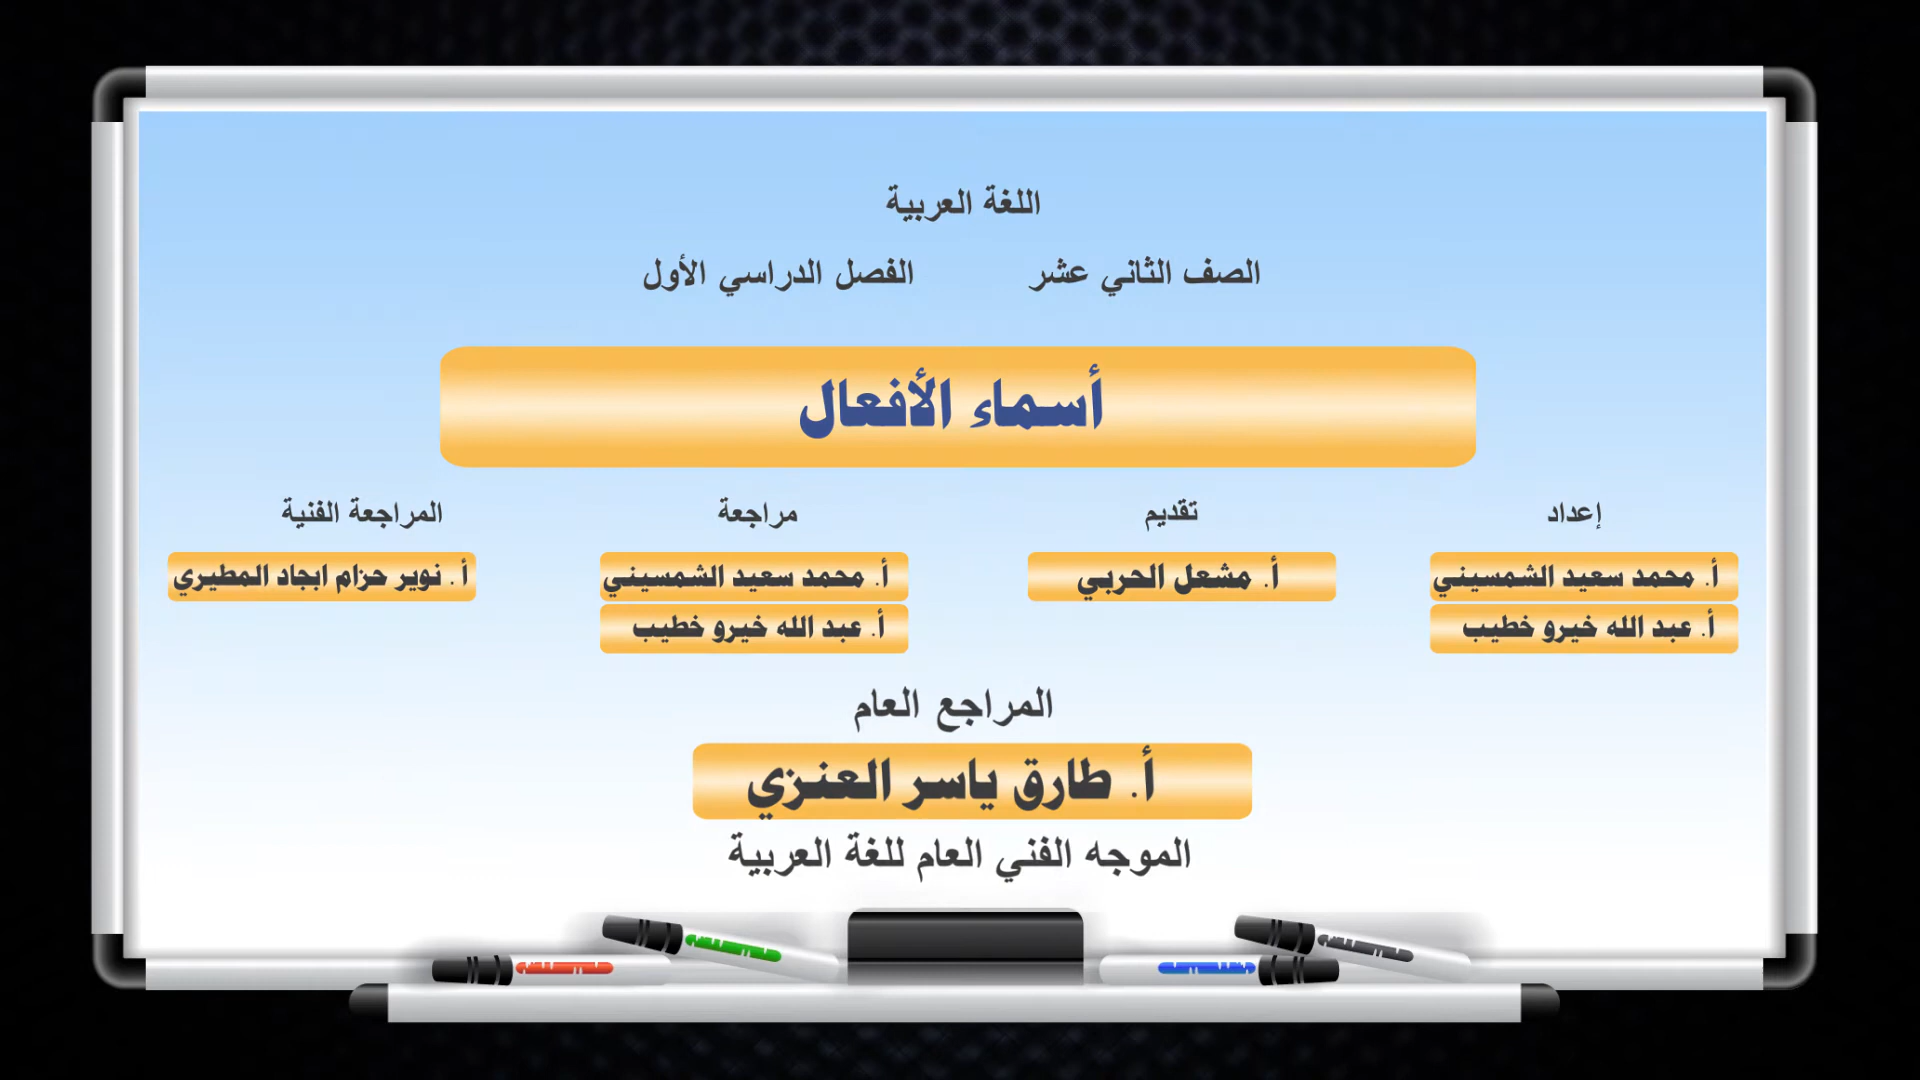 اللغة العربية
الصف الثاني عشر الفصل الدراسي الأول
أسماء الأفعال
إعداد تقديم مراجعة المراجعة الفنية
أ. محمد سعيد الشمسيني أ. مشعل الحربي أ. محمد سعيد الشمسيني أ. نوير حزام ابجاد المطيري
أ. عبد الله خيرو خطيب أ. عبد الله خيرو خطيب
المراجع العام
أ. طارق ياسر العنزي
الموجه الفني العام للغة العربية